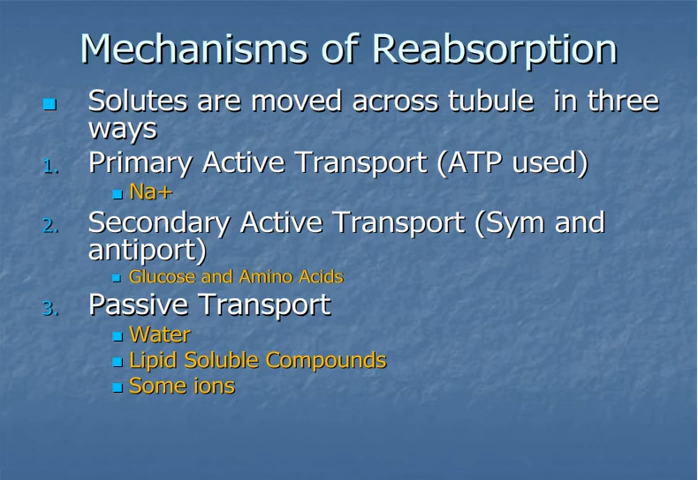 Mechanisms of Reabsorption
Solutes are moved across tubule in three
ways
1. Primary Active Transport (ATP used)
Na+
2. Secondary Active Transport (Sym and
antiport)
Glucose and Amino Acids
3. Passive Transport
Water
Lipid Soluble Compounds
Some ions